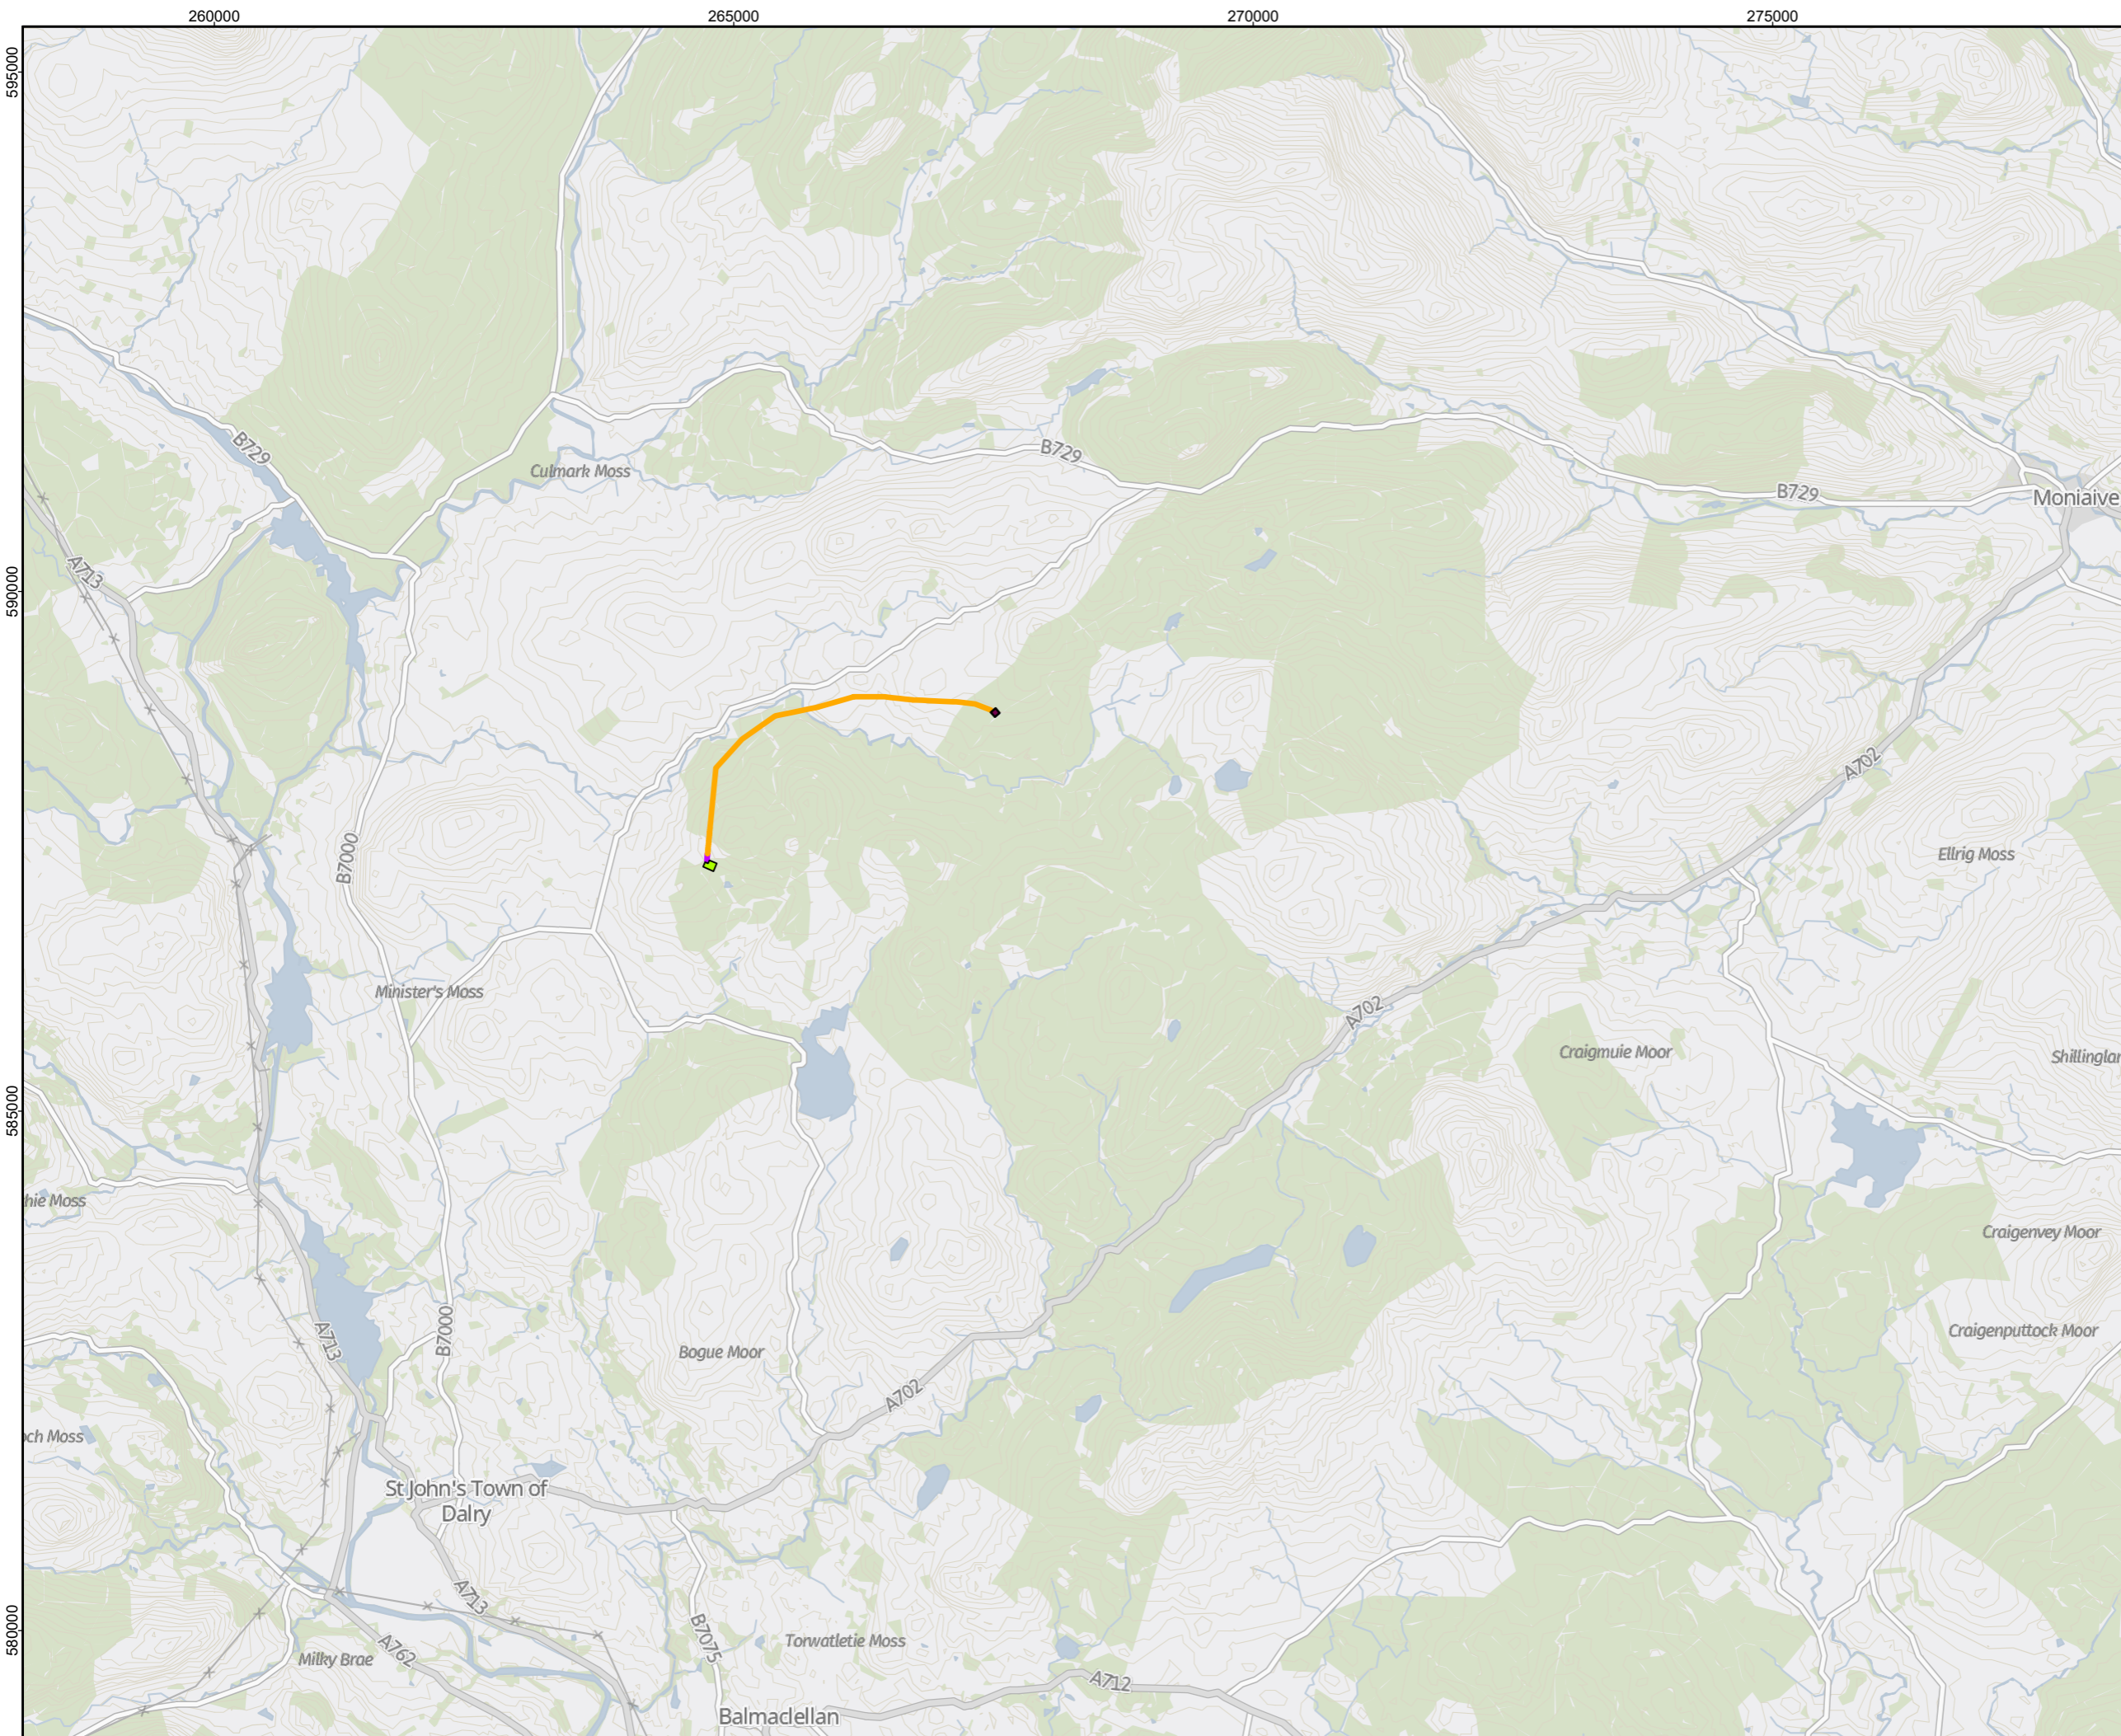 260000
265000
270000
275000
595000
B729
Culmark Moss
B729
B729
Moniaive
A713
590000
A702
B7000
Ellrig Moss
Minister's Moss
A702
Craigmuie Moor
Shillinglar
585000
hie Moss
Craigenvey Moor
A713
B7000
Bogue Moor
Craigenputtock Moor
A702
och Moss
St John's Town of
Dalry
A713
580000
B7075
Torwatletie Moss
Milky Brae
A762
A712
Balmaclellan